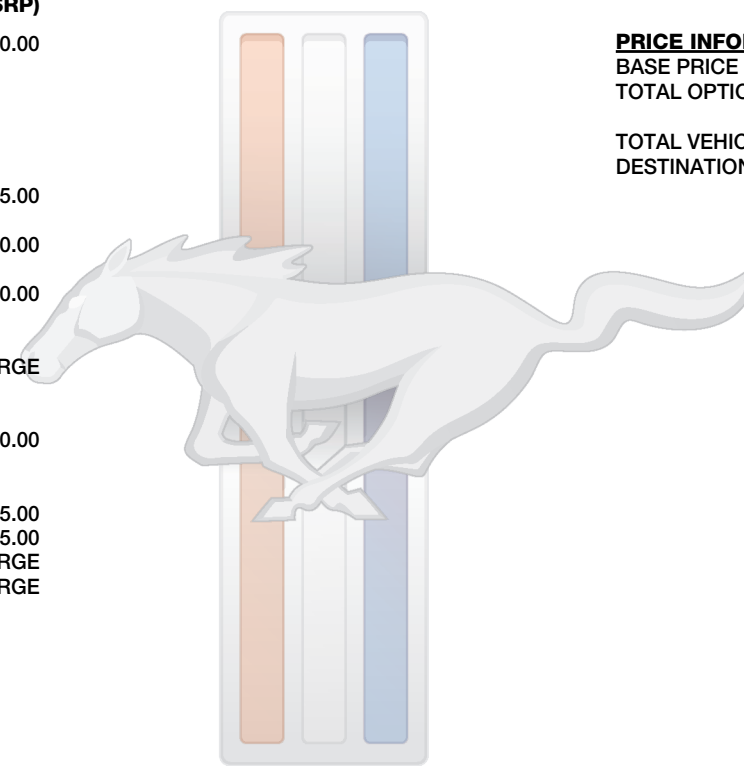 SRP)
0.00
5.00
0.00
0.00
RGE
0.00
5.00
5.00
RGE
RGE
PRICE INFO
BASE PRICE
TOTAL OPTIO
TOTAL VEHIC
DESTINATION